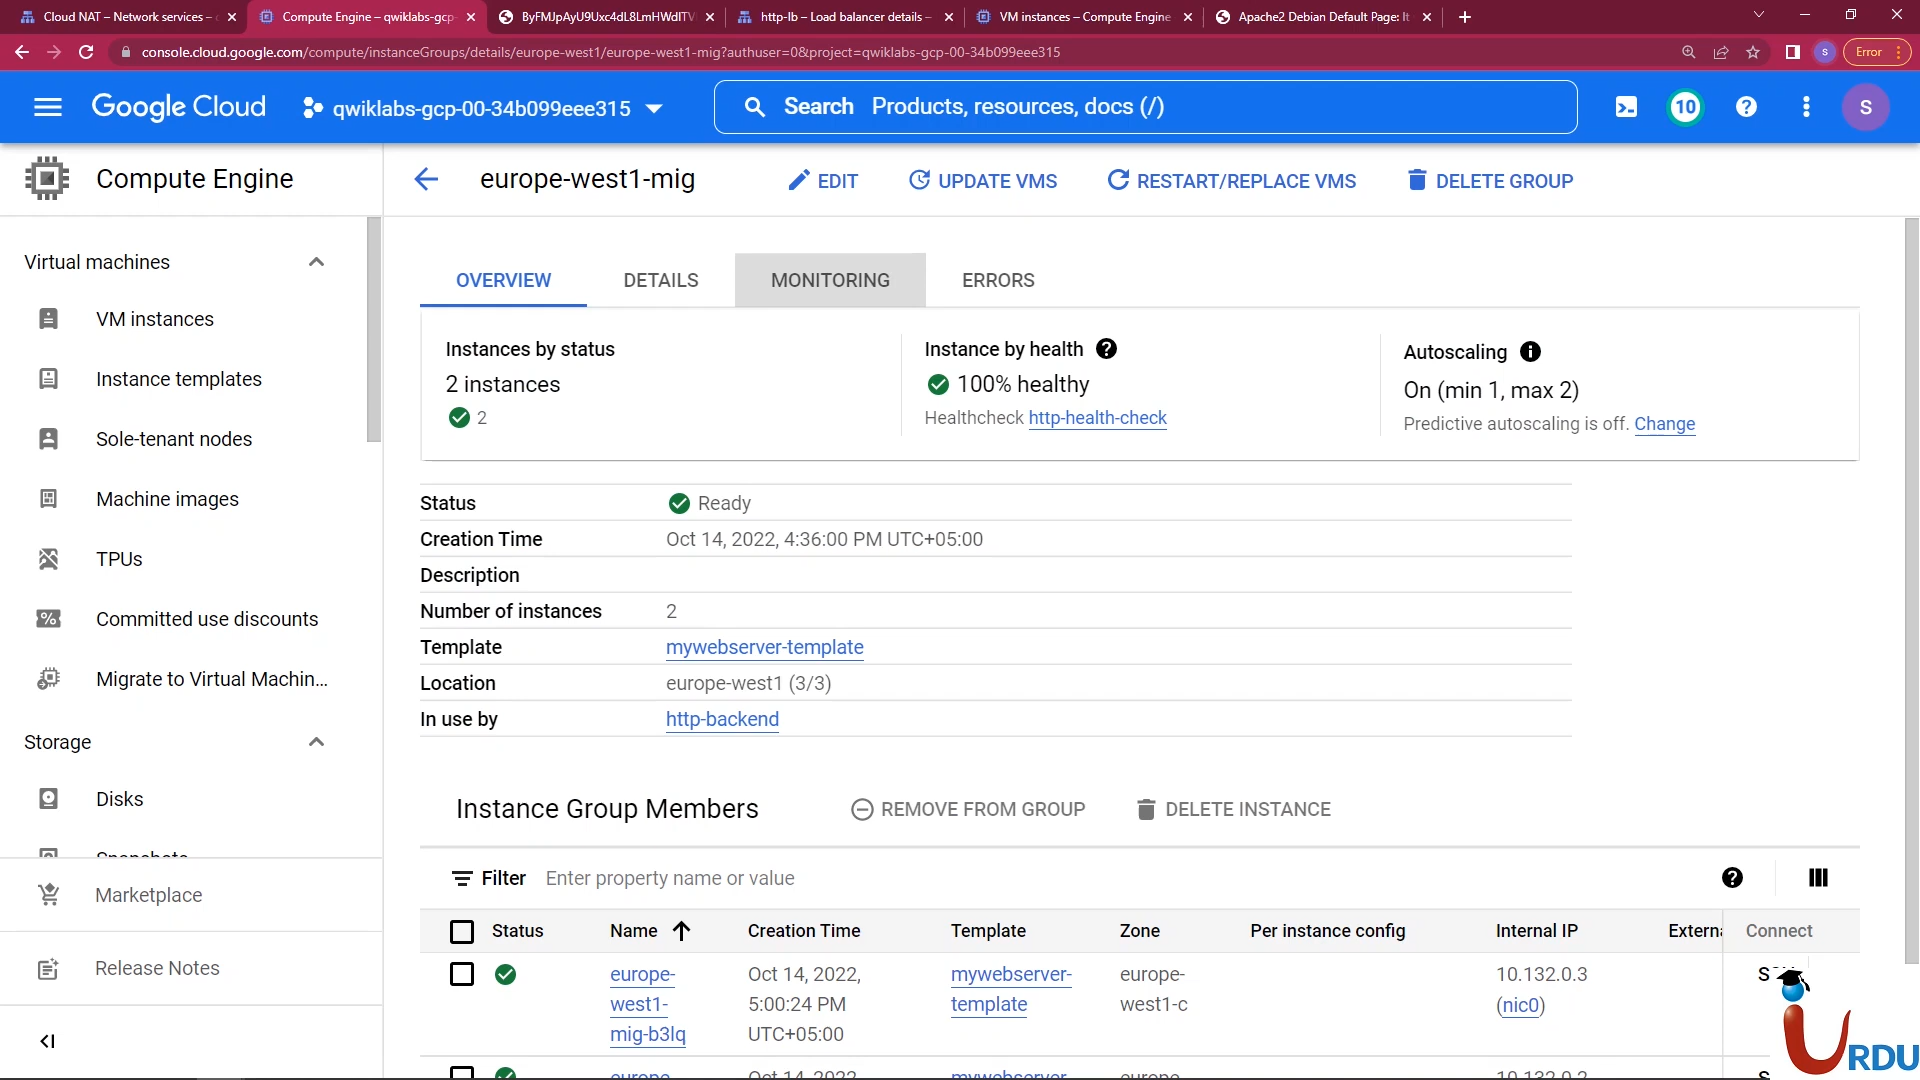 Cloud NAT – Network services –
Compute Engine – qwiklabs-gcp-
ByFMJpAyU9Uxc4dL8LmHWdlTV
http-lb – Load balancer details –
VM instances – Compute Engine
Apache2 Debian Default Page: It
console.cloud.google.com/compute/instanceGroups/details/europe-west1/europe-west1-mig?authuser=0&project=qwiklabs-gcp-00-34b099eee315
S
Error
Google Cloud
qwiklabs-gcp-00-34b099eee315
Search Products, resources, docs (/)
10
S
Compute Engine
europe-west1-mig
EDIT
UPDATE VMS
RESTART/REPLACE VMS
DELETE GROUP
Virtual machines
VM instances
Instance templates
Sole-tenant nodes
Machine images
TPUs
Committed use discounts
Migrate to Virtual Machin...
Storage
Disks
Snapshots
Marketplace
Release Notes
OVERVIEW
DETAILS
MONITORING
ERRORS
Instances by status
2 instances
2
Instance by health
100% healthy
Healthcheck http-health-check
Autoscaling
On (min 1, max 2)
Predictive autoscaling is off. Change
Status Ready
Creation Time Oct 14, 2022, 4:36:00 PM UTC+05:00
Description
Number of instances 2
Template mywebserver-template
Location europe-west1 (3/3)
In use by http-backend
Instance Group Members
REMOVE FROM GROUP
DELETE INSTANCE
Filter Enter property name or value
Status Name Creation Time Template Zone Per instance config Internal IP Externa Connect
europe-west1-mig-b3lq
Oct 14, 2022, 5:00:24 PM UTC+05:00
mywebserver-template
europe-west1-c
10.132.0.3 (nic0)
europe Oct 14, 2022 mywebserver europe 10.132.0.2
URDU